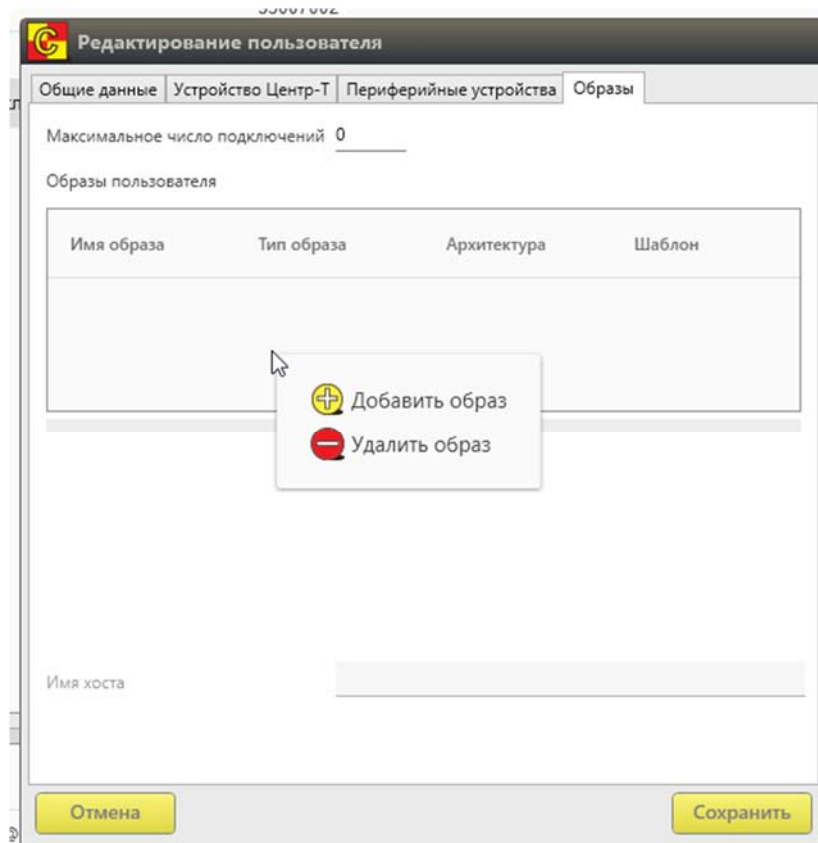 Редактирование пользователя
Общие данные Устройство Центр-Т Периферийные устройства Образы
Максимальное число подключений 0
Образы пользователя
Имя образа Тип образа Архитектура Шаблон
Добавить образ
Удалить образ
Имя хоста
Отмена Сохранить